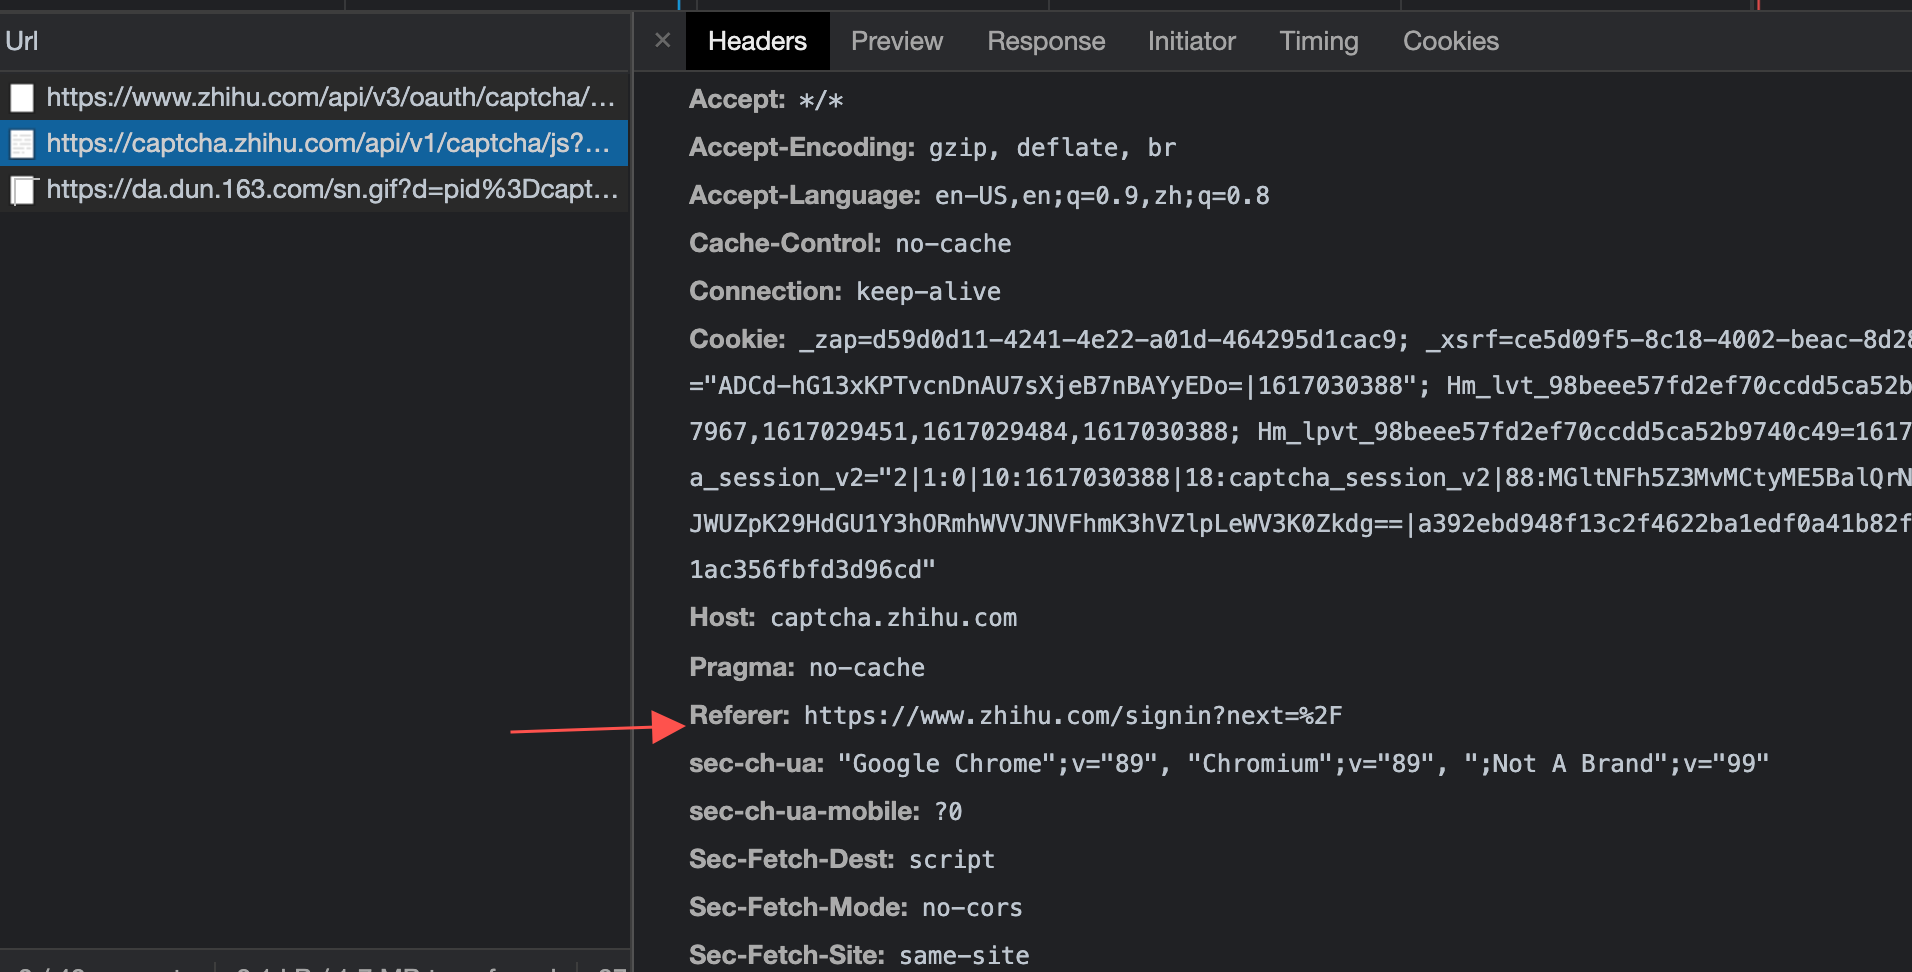 Url
Headers Preview Response Initiator Timing Cookies
https://www.zhihu.com/api/v3/oauth/captcha/…
https://captcha.zhihu.com/api/v1/captcha/js?…
https://da.dun.163.com/sn.gif?d=pid%3Dcapt…
Accept: */*
Accept-Encoding: gzip, deflate, br
Accept-Language: en-US,en;q=0.9,zh;q=0.8
Cache-Control: no-cache
Connection: keep-alive
Cookie: _zap=d59d0d11-4241-4e22-a01d-464295d1cac9; _xsrf=ce5d09f5-8c18-4002-beac-8d28
="ADCd-hG13xKPTvcnDnAU7sXjeB7nBAYyEDo=|1617030388"; Hm_lvt_98beee57fd2ef70ccdd5ca52b
7967,1617029451,1617029484,1617030388; Hm_lpvt_98beee57fd2ef70ccdd5ca52b9740c49=1617
a_session_v2="2|1:0|10:1617030388|18:captcha_session_v2|88:MGltNFh5Z3MvMCtyME5BalQrN
JWUZpK29HdGU1Y3hORmhWVVJNVFhmK3hVZlpLeWV3K0Zkdg==|a392ebd948f13c2f4622ba1edf0a41b82f
1ac356fbfd3d96cd"
Host: captcha.zhihu.com
Pragma: no-cache
Referer: https://www.zhihu.com/signin?next=%2F
sec-ch-ua: "Google Chrome";v="89", "Chromium";v="89", ";Not A Brand";v="99"
sec-ch-ua-mobile: ?0
Sec-Fetch-Dest: script
Sec-Fetch-Mode: no-cors
Sec-Fetch-Site: same-site